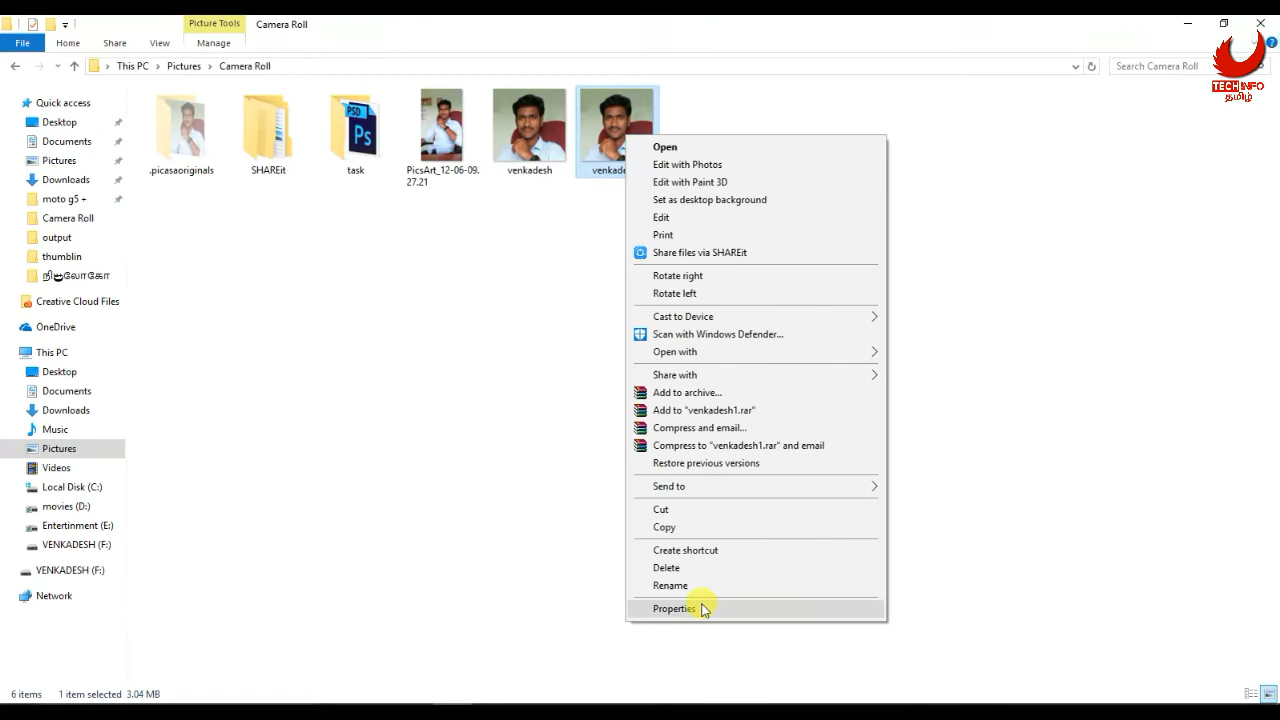 Picture Tools
Camera Roll
File
Home
Share
View
Manage
This PC
Pictures
Camera Roll
Search Camera Roll
TECH INFO
தமிழ்
Quick access
Desktop
Documents
Pictures
Downloads
moto g5 +
Camera Roll
output
thumblin
Creative Cloud Files
OneDrive
This PC
Desktop
Documents
Downloads
Music
Pictures
Videos
Local Disk (C:)
movies (D:)
Entertinment (E:)
VENKADESH (F:)
VENKADESH (F:)
Network
.picasaoriginals
SHAREit
PSD
Ps
task
PicsArt_12-06-09.
27.21
venkadesh
Open
Edit with Photos
Edit with Paint 3D
Set as desktop background
Edit
Print
Share files via SHAREit
Rotate right
Rotate left
Cast to Device
Scan with Windows Defender...
Open with
Share with
Add to archive...
Add to "venkadesh1.rar"
Compress and email...
Compress to "venkadesh1.rar" and email
Restore previous versions
Send to
Cut
Copy
Create shortcut
Delete
Rename
Properties
6 items
1 item selected 3.04 MB